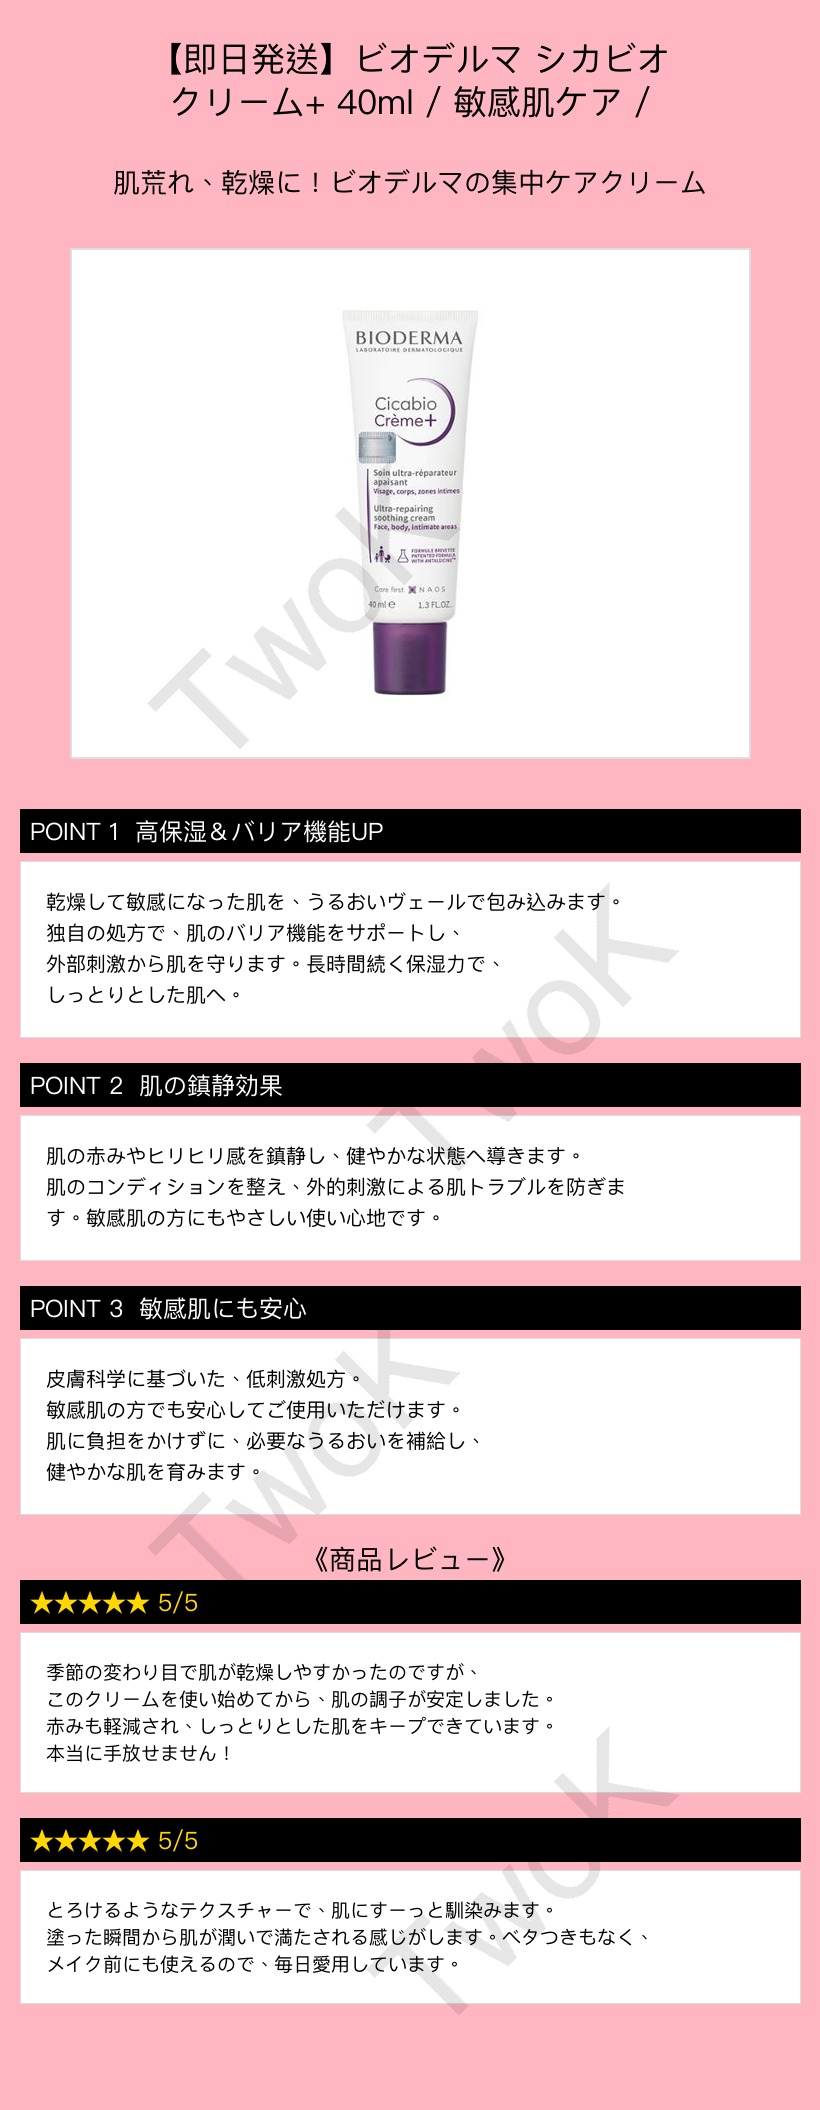 【即日発送】ビオデルマ シカビオ
クリーム+ 40ml / 敏感肌ケア /
肌荒れ、乾燥に！ビオデルマの集中ケアクリーム
BIODERMA
LABORATOIRE DERMATOLOGIQUE
Cicabio
Crème+
Soin ultra-réparateur
apaisant
Visage, corps, zones intimes
Ultra-repairing
soothing cream
Face, body, intimate areas
FORMULE BREVETÉE
PATENTED FORMULA
WITH ANTALGICINE™
Care first. NAOS
40 ml e 1.3 FL.OZ.
TwoK
POINT 1 高保湿＆バリア機能UP
乾燥して敏感になった肌を、うるおいヴェールで包み込みます。
独自の処方で、肌のバリア機能をサポートし、
外部刺激から肌を守ります。長時間続く保湿力で、
しっとりとした肌へ。
TwoK
POINT 2 肌の鎮静効果
肌の赤みやヒリヒリ感を鎮静し、健やかな状態へ導きます。
肌のコンディションを整え、外的刺激による肌トラブルを防ぎま
す。敏感肌の方にもやさしい使い心地です。
POINT 3 敏感肌にも安心
皮膚科学に基づいた、低刺激処方。
敏感肌の方でも安心してご使用いただけます。
肌に負担をかけずに、必要なうるおいを補給し、
健やかな肌を育みます。
TwoK
《商品レビュー》
★★★★★ 5/5
季節の変わり目で肌が乾燥しやすかったのですが、
このクリームを使い始めてから、肌の調子が安定しました。
赤みも軽減され、しっとりとした肌をキープできています。
本当に手放せません！
★★★★★ 5/5
とろけるようなテクスチャーで、肌にすーっと馴染みます。
塗った瞬間から肌が潤いで満たされる感じがします。ベタつきもなく、
メイク前にも使えるので、毎日愛用しています。
TwoK